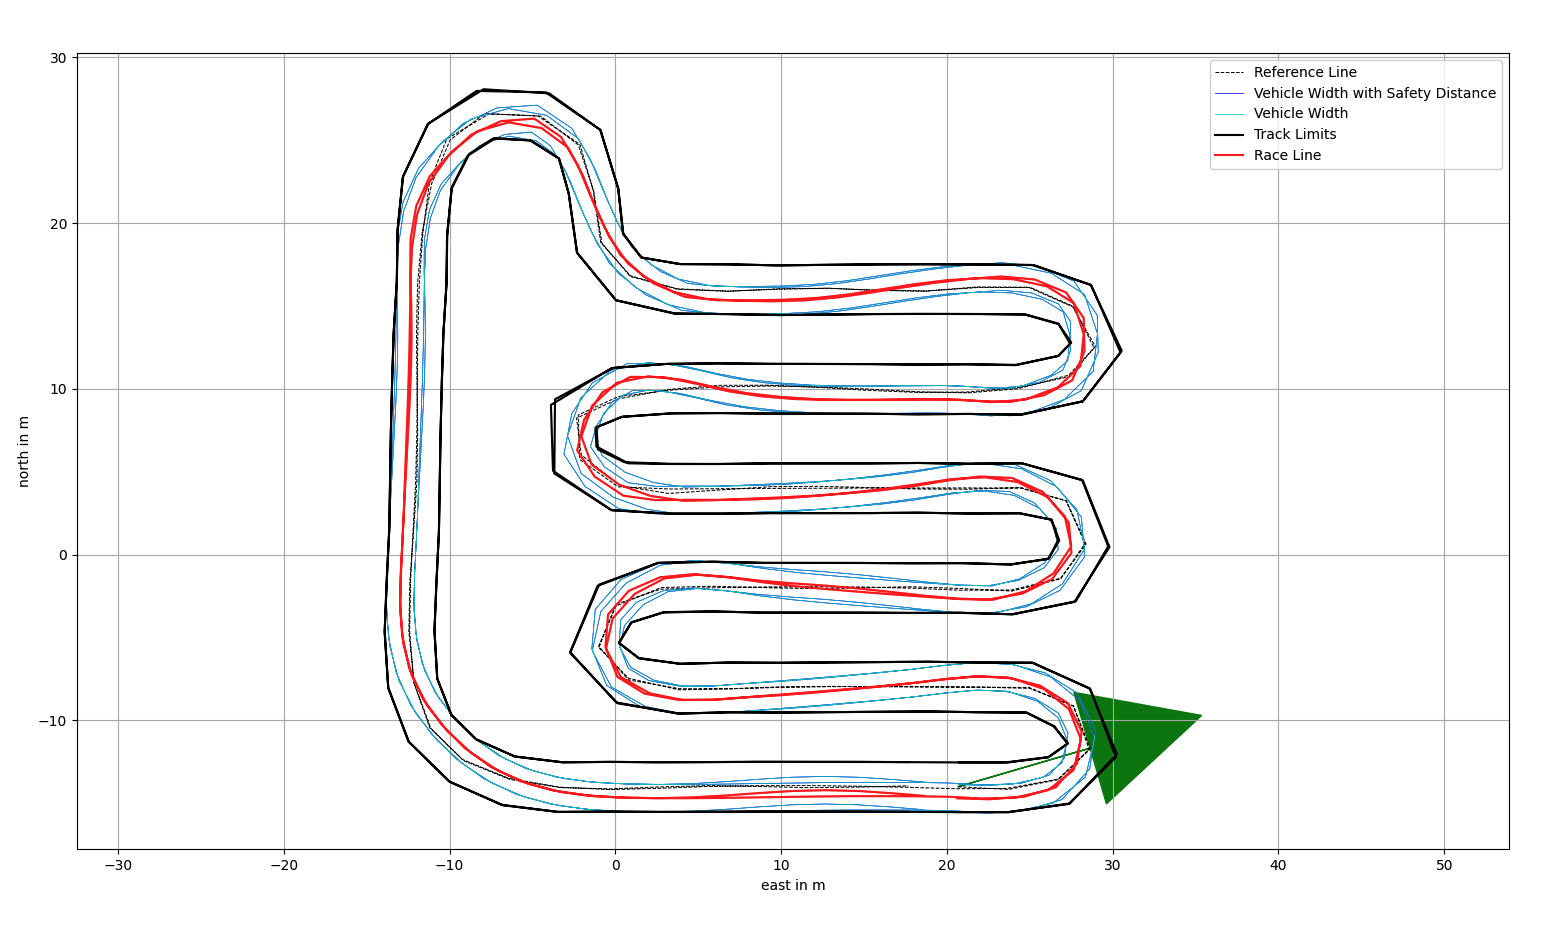 30
20
10
0
−10
north in m
−30
−20
−10
0
10
20
30
40
50
east in m
Reference Line
Vehicle Width with Safety Distance
Vehicle Width
Track Limits
Race Line